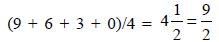 (9 + 6 + 3 + 0)/4 = 4 1/2 = 9/2